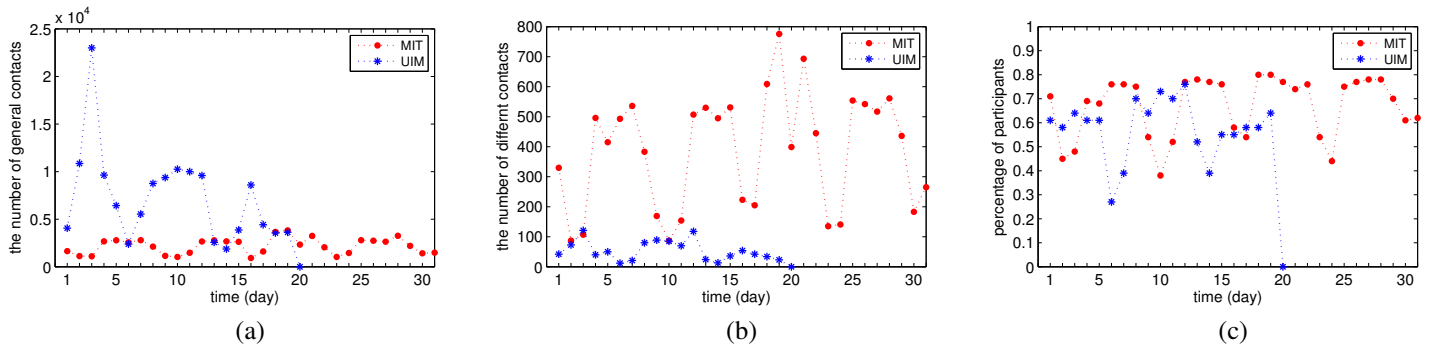 x 10⁴
2.5
2
1.5
1
0.5
0
1 5 10 15 20 25 30
the number of general contacts
time (day)
MIT
UIM
(a)
800
700
600
500
400
300
200
100
0
1 5 10 15 20 25 30
the number of differnt contacts
time (day)
MIT
UIM
(b)
1
0.9
0.8
0.7
0.6
0.5
0.4
0.3
0.2
0.1
0
1 5 10 15 20 25 30
percentage of participants
time (day)
MIT
UIM
(c)